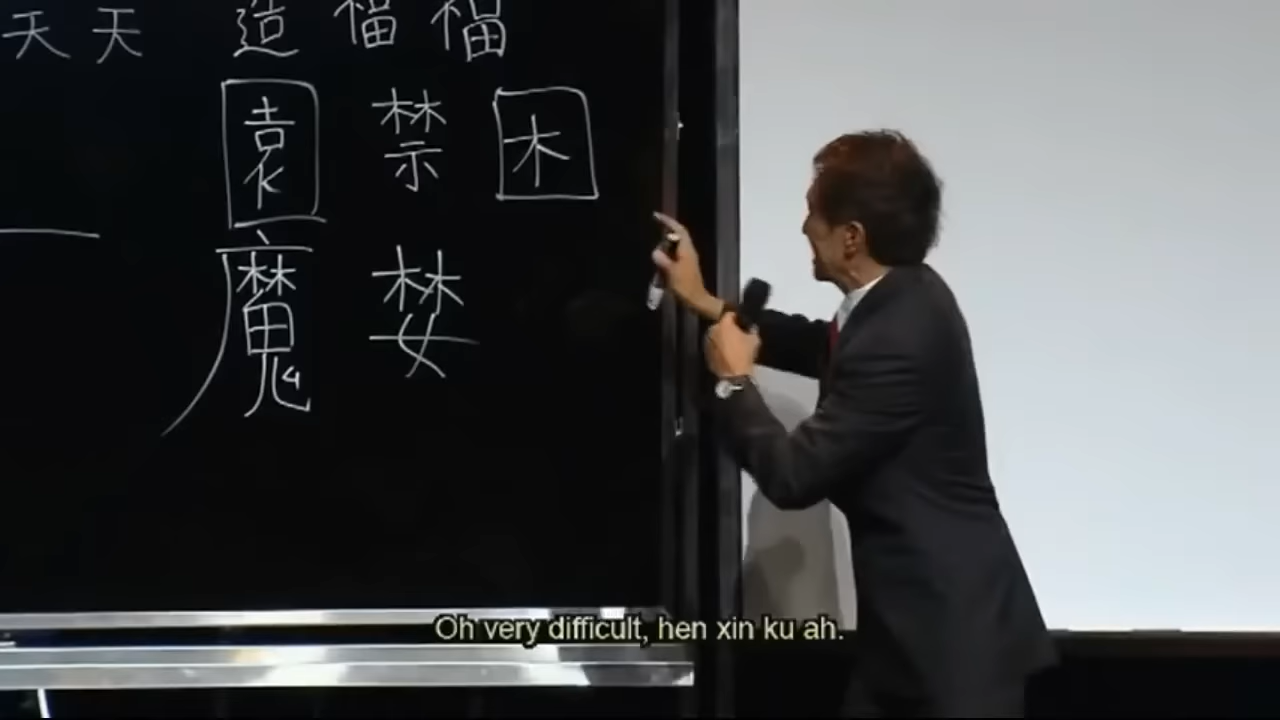 天 天 造 福 福
園 禁 困
魔 婪
Oh very difficult, hen xin ku ah.